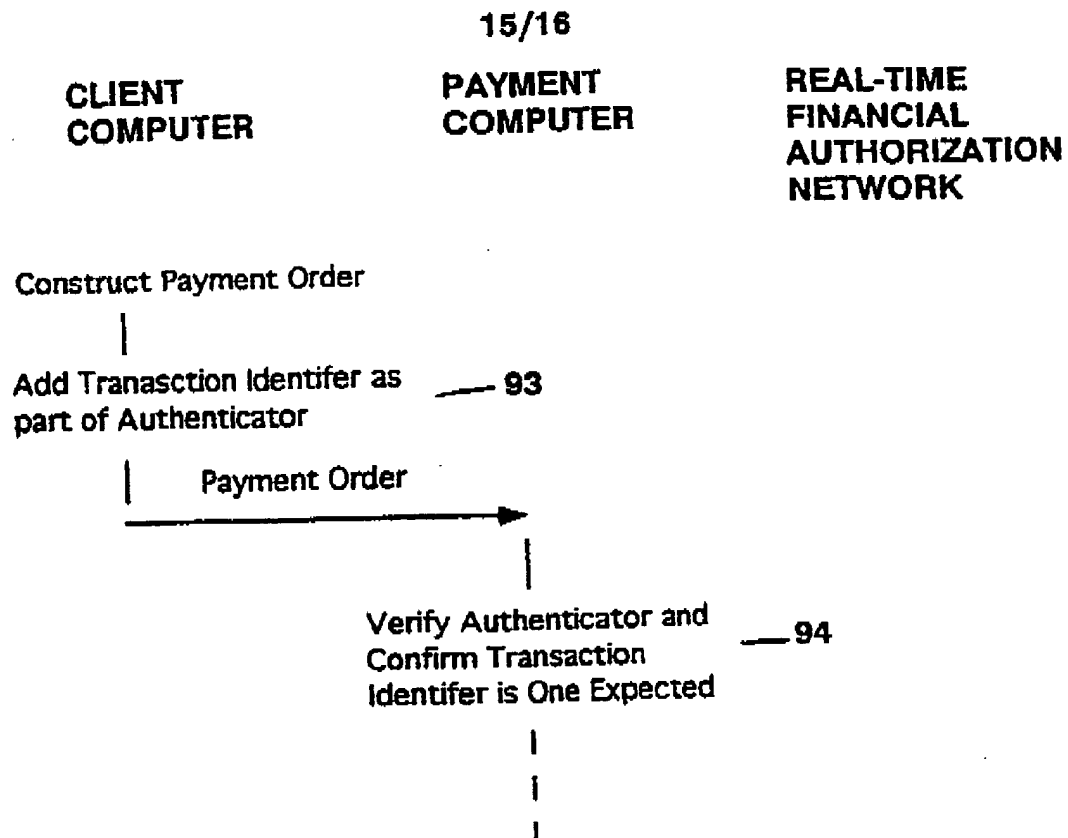 15/16
CLIENT
COMPUTER
PAYMENT
COMPUTER
REAL-TIME
FINANCIAL
AUTHORIZATION
NETWORK
Construct Payment Order
Add Tranasction Identifer as
part of Authenticator
93
Payment Order
Verify Authenticator and
Confirm Transaction
Identifer is One Expected
94